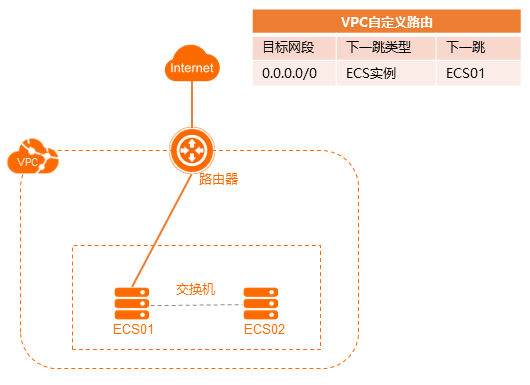 VPC自定义路由
目标网段 下一跳类型 下一跳
0.0.0.0/0 ECS实例 ECS01
Internet
VPC
路由器
交换机
ECS01 ECS02